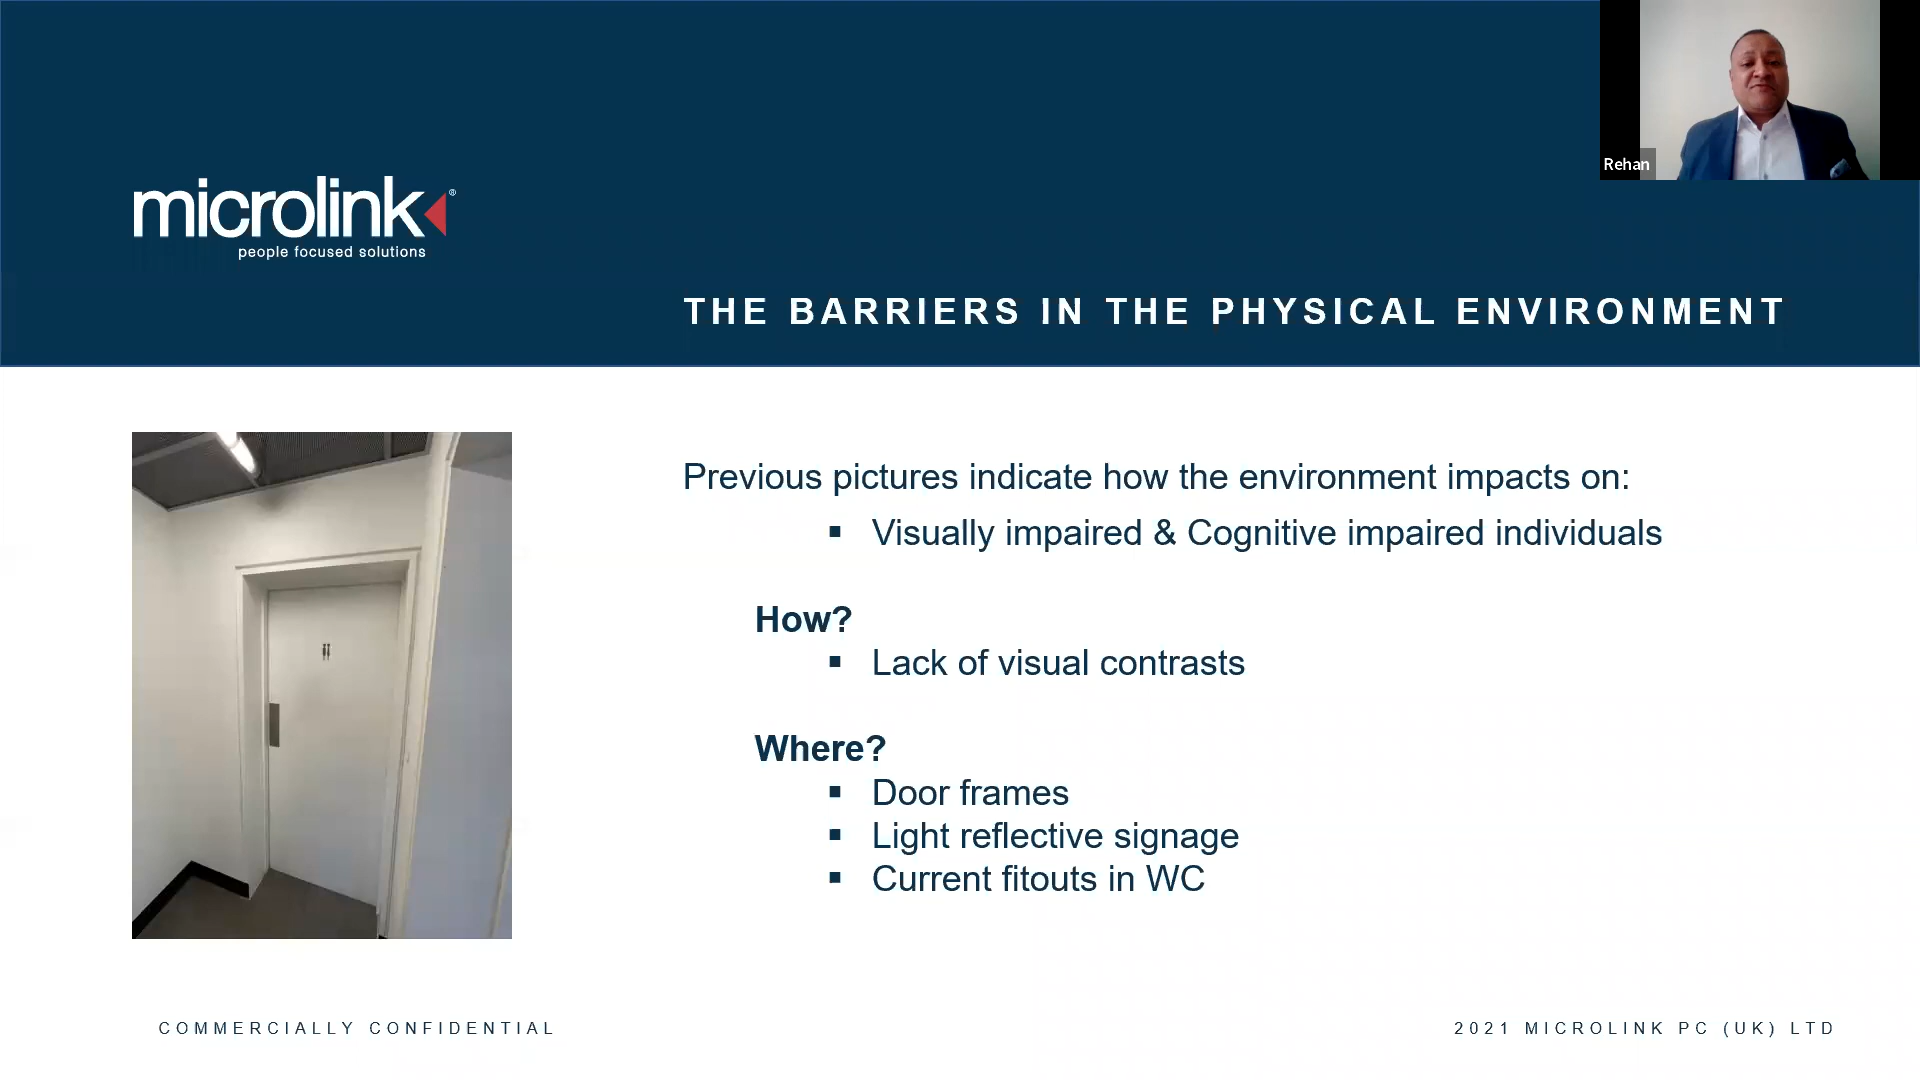 Rehan
microlink®
people focused solutions
THE BARRIERS IN THE PHYSICAL ENVIRONMENT
Previous pictures indicate how the environment impacts on:
▪ Visually impaired & Cognitive impaired individuals
How?
▪ Lack of visual contrasts
Where?
▪ Door frames
▪ Light reflective signage
▪ Current fitouts in WC
COMMERCIALLY CONFIDENTIAL
2021 MICROLINK PC (UK) LTD